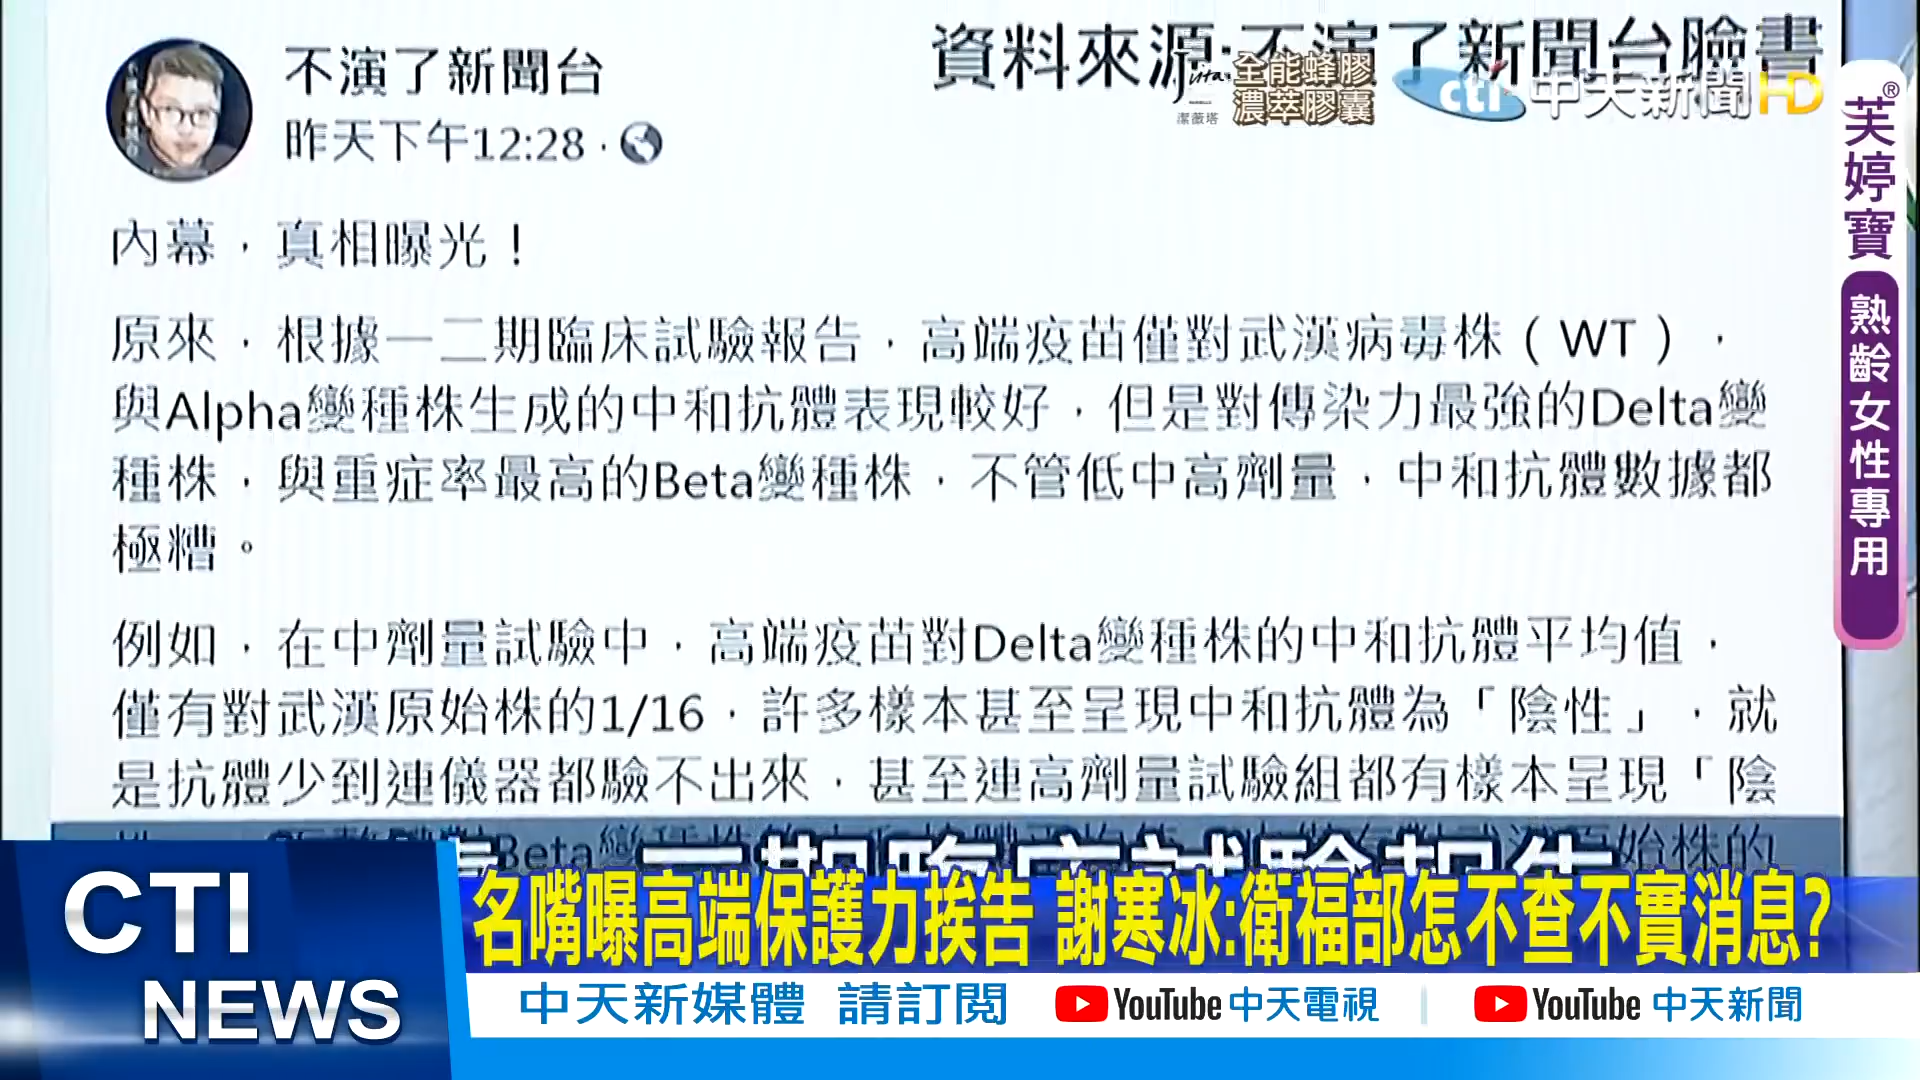 不演了新聞台
昨天下午12:28 ·
資料來源:不演了新聞台臉書
Vita
潔薇塔
全能蜂膠
濃萃膠囊
cti 中天新聞HD
芙婷寶®
熟齡女性專用
內幕，真相曝光！
原來，根據一二期臨床試驗報告，高端疫苗僅對武漢病毒株（WT），
與Alpha變種株生成的中和抗體表現較好，但是對傳染力最強的Delta變
種株，與重症率最高的Beta變種株，不管低中高劑量，中和抗體數據都
極糟。
例如，在中劑量試驗中，高端疫苗對Delta變種株的中和抗體平均值，
僅有對武漢原始株的1/16，許多樣本甚至呈現中和抗體為「陰性」，就
是抗體少到連儀器都驗不出來，甚至連高劑量試驗組都有樣本呈現「陰
二期臨床試驗報告
CTI
NEWS
名嘴曝高端保護力挨告 謝寒冰:衛福部怎不查不實消息?
中天新媒體 請訂閱 YouTube 中天電視 | YouTube 中天新聞